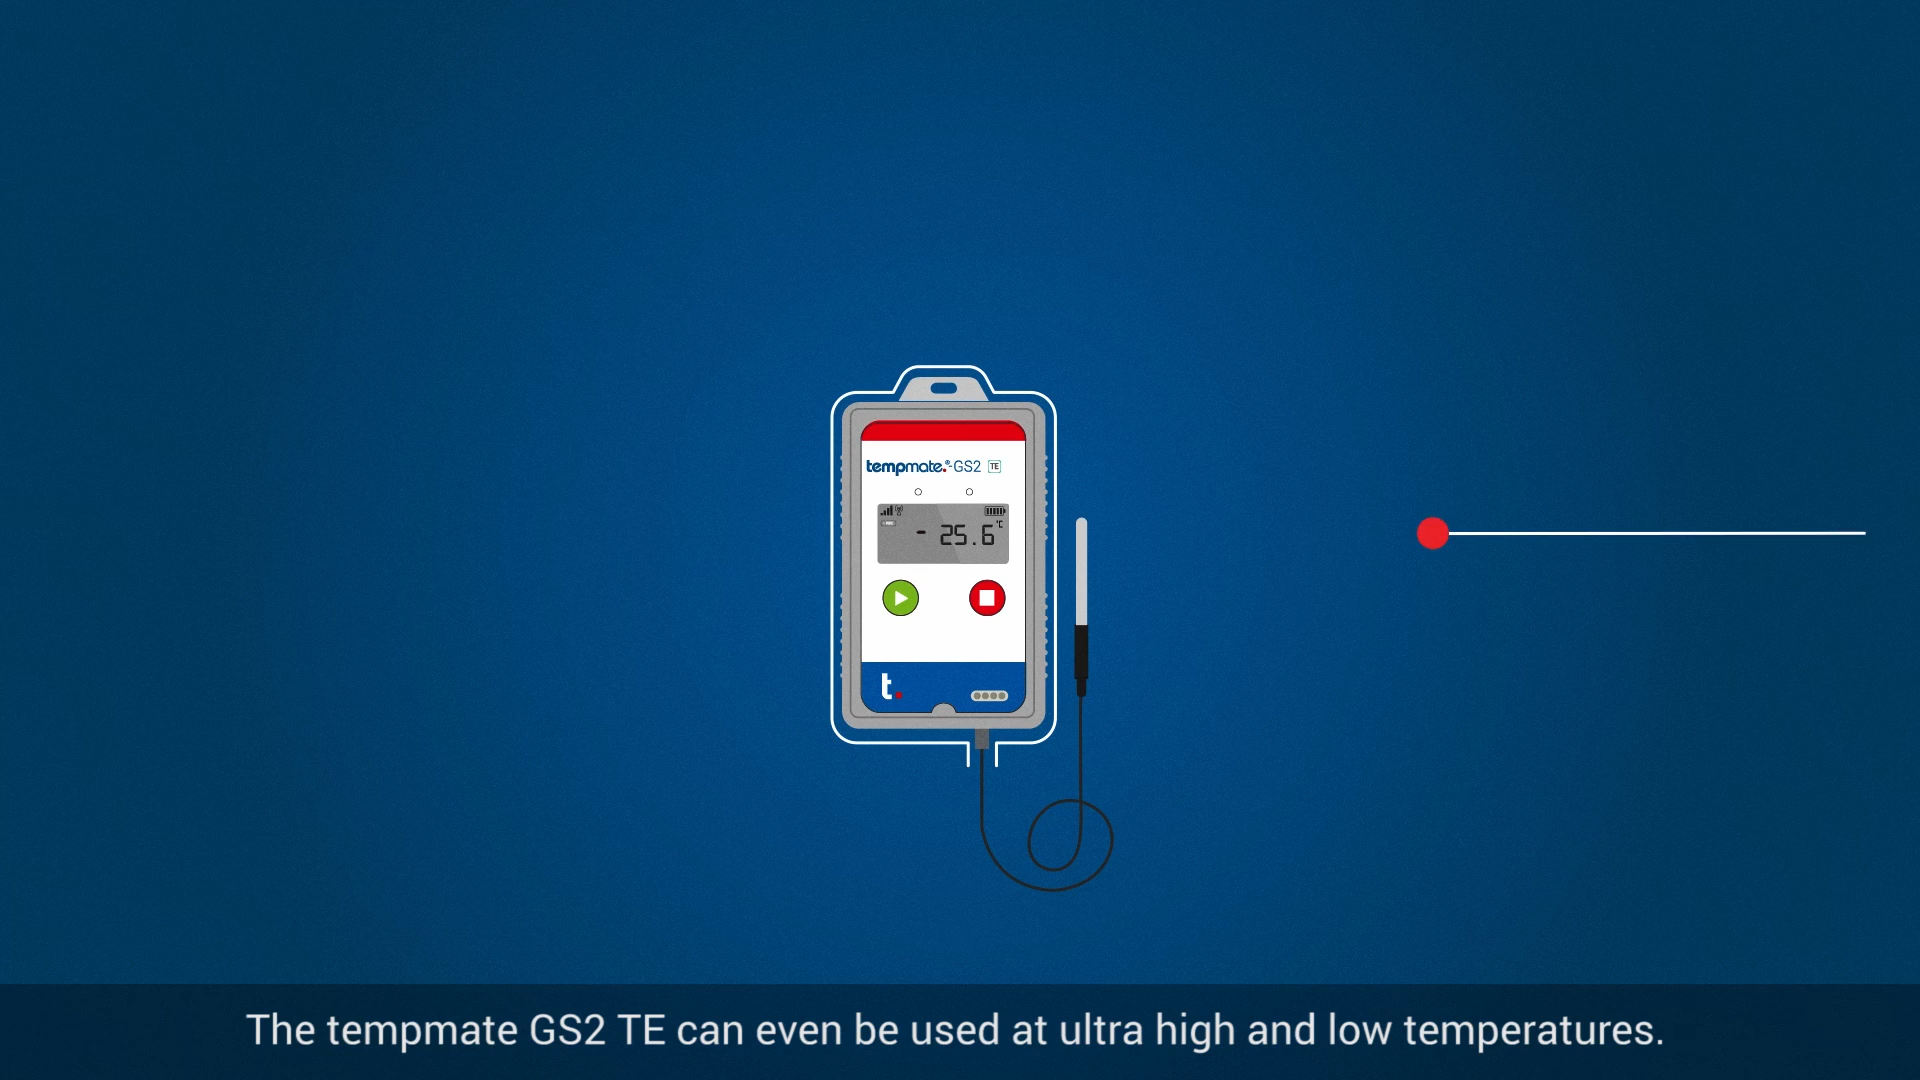 tempmate.®-GS2 TE
- 25.6 °C
t.
The tempmate GS2 TE can even be used at ultra high and low temperatures.